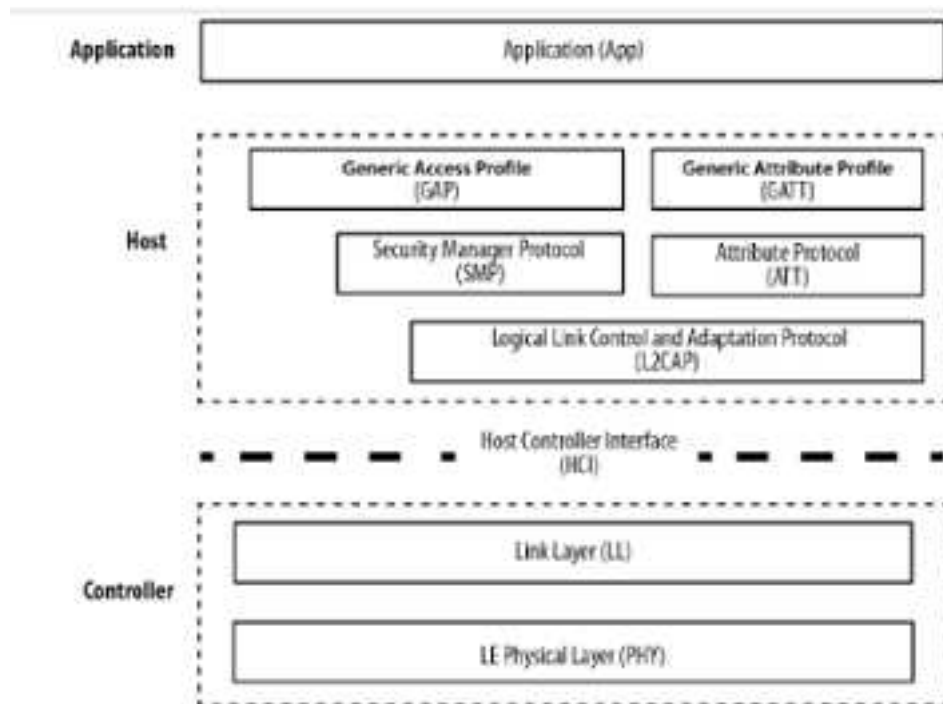 Application
Application (App)
Host
Generic Access Profile
(GAP)
Generic Attribute Profile
(GATT)
Security Manager Protocol
(SMP)
Attribute Protocol
(ATT)
Logical Link Control and Adaptation Protocol
(L2CAP)
Host Controller Interface
(HCI)
Controller
Link Layer (LL)
LE Physical Layer (PHY)